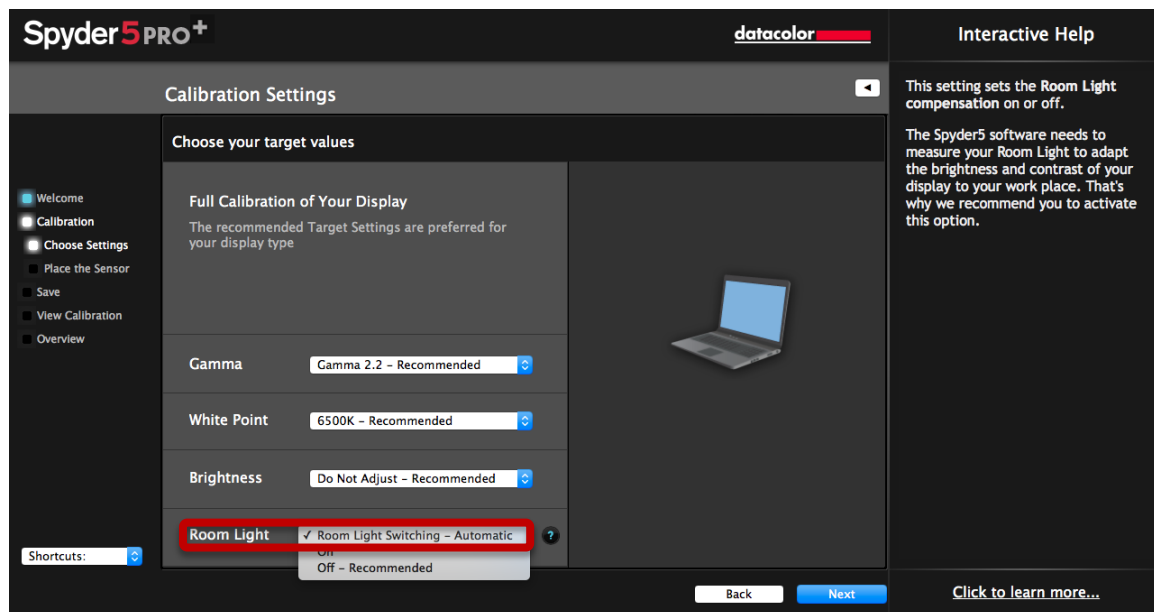 Spyder5PRO+
datacolor
Interactive Help
Calibration Settings
◄
This setting sets the Room Light
compensation on or off.
The Spyder5 software needs to
measure your Room Light to adapt
the brightness and contrast of your
display to your work place. That's
why we recommend you to activate
this option.
Choose your target values
Welcome
Calibration
Choose Settings
Place the Sensor
Save
View Calibration
Overview
Full Calibration of Your Display
The recommended Target Settings are preferred for
your display type
Gamma
Gamma 2.2 – Recommended
White Point
6500K – Recommended
Brightness
Do Not Adjust – Recommended
Room Light
✓ Room Light Switching – Automatic
?
On
Off – Recommended
Shortcuts:
Back
Next
Click to learn more...